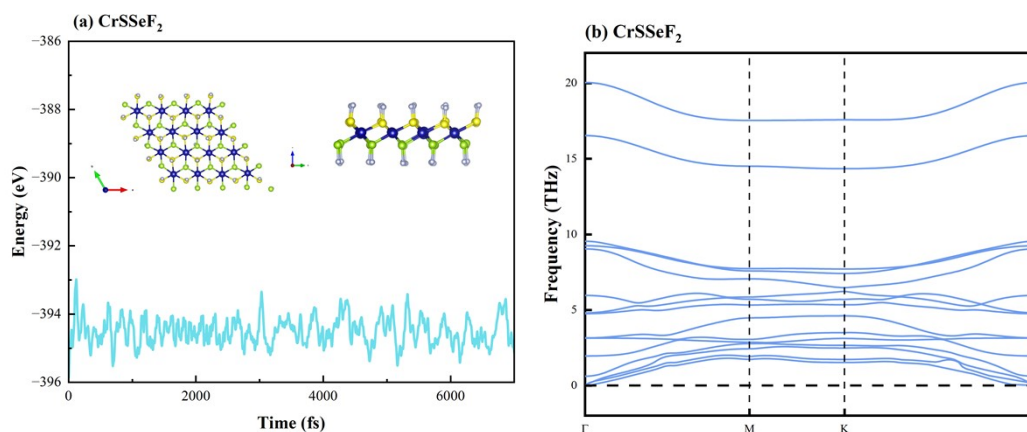 (a) CrSSeF₂
−386
−388
−390
−392
−394
−396
0
2000
4000
6000
Energy (eV)
Time (fs)
(b) CrSSeF₂
20
15
10
5
0
Frequency (THz)
Γ
M
K